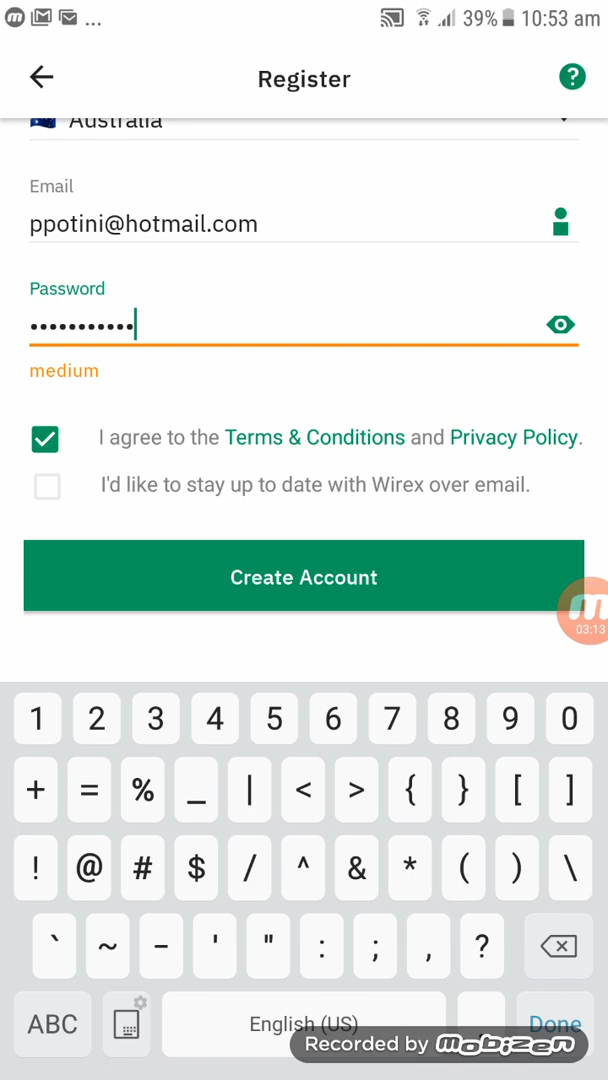 m ... 39% 10:53 am
Register ?
Australia
Email
ppotini@hotmail.com
Password
•••••••••••
medium
I agree to the Terms & Conditions and Privacy Policy.
I'd like to stay up to date with Wirex over email.
Create Account
m
03:13
1 2 3 4 5 6 7 8 9 0
+ = % _ | < > { } [ ]
! @ # $ / ^ & * ( ) \
` ~ - ' " : ; , ?
ABC English (US) Done
Recorded by mobizen